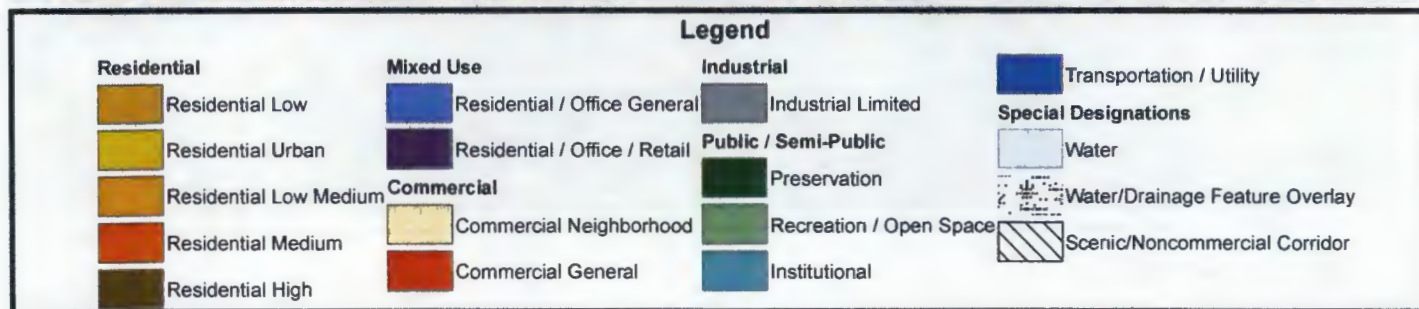 Legend
Residential
Residential Low
Residential Urban
Residential Low Medium
Residential Medium
Residential High
Mixed Use
Residential / Office General
Residential / Office / Retail
Commercial
Commercial Neighborhood
Commercial General
Industrial
Industrial Limited
Public / Semi-Public
Preservation
Recreation / Open Space
Institutional
Transportation / Utility
Special Designations
Water
Water/Drainage Feature Overlay
Scenic/Noncommercial Corridor